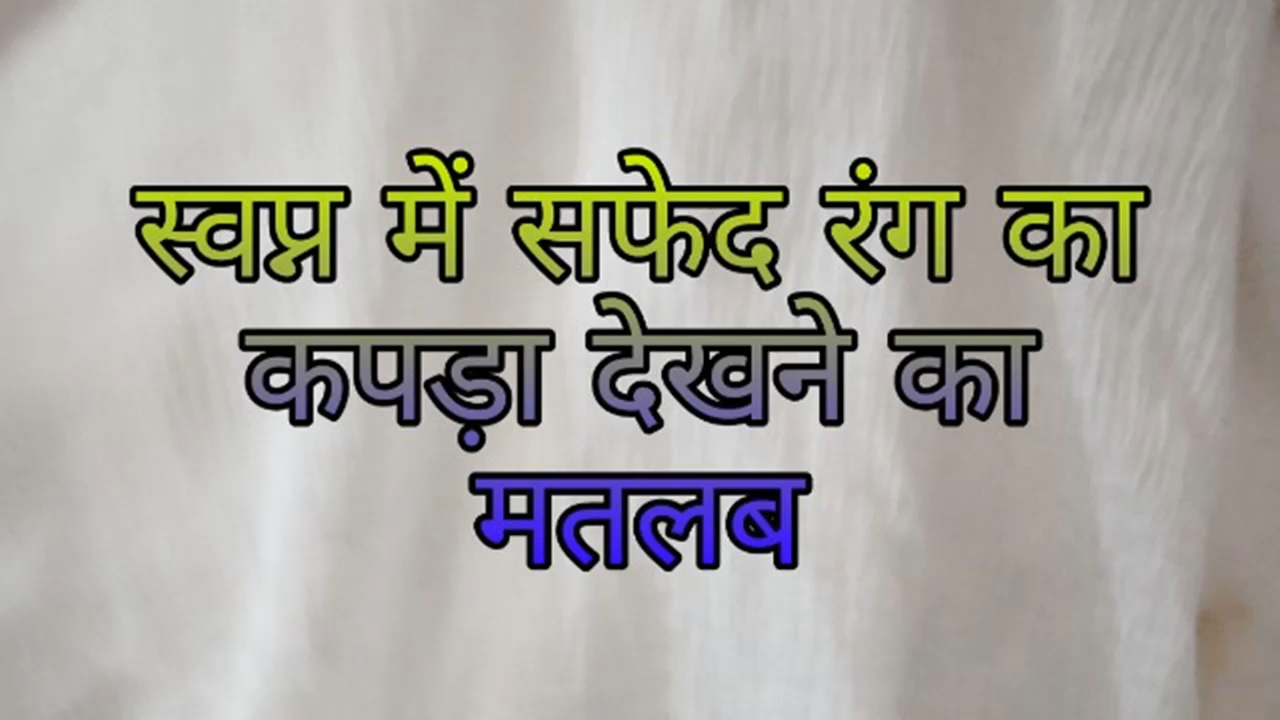 स्वप्न में सफेद रंग का
कपड़ा देखने का
मतलब